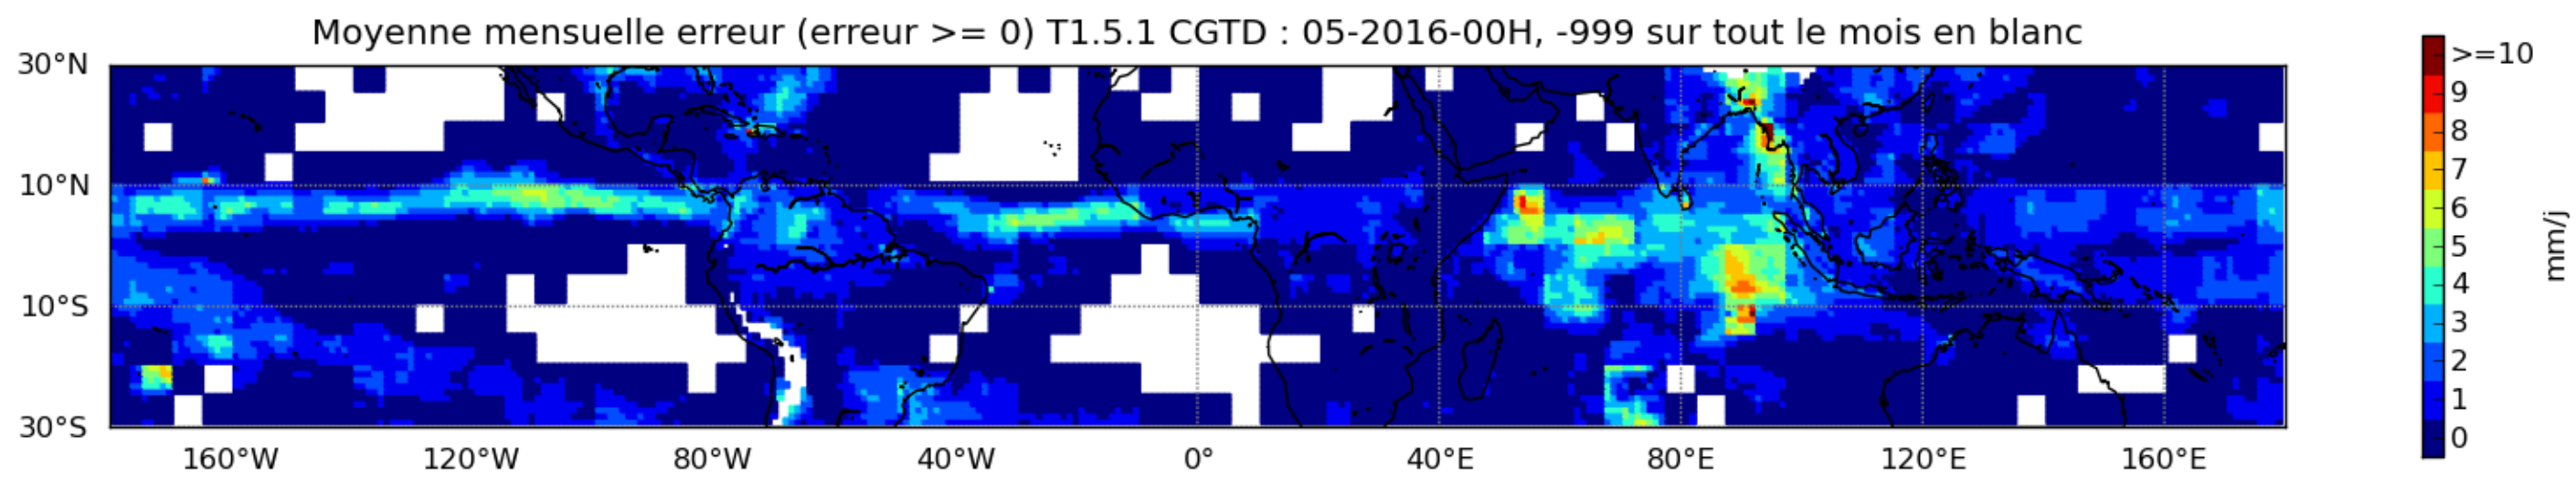 Moyenne mensuelle erreur (erreur >= 0) T1.5.1 CGTD : 05-2016-00H, -999 sur tout le mois en blanc
30°N
10°N
10°S
30°S
160°W 120°W 80°W 40°W 0° 40°E 80°E 120°E 160°E
>=10
9
8
7
6
5
4
3
2
1
0
mm/j